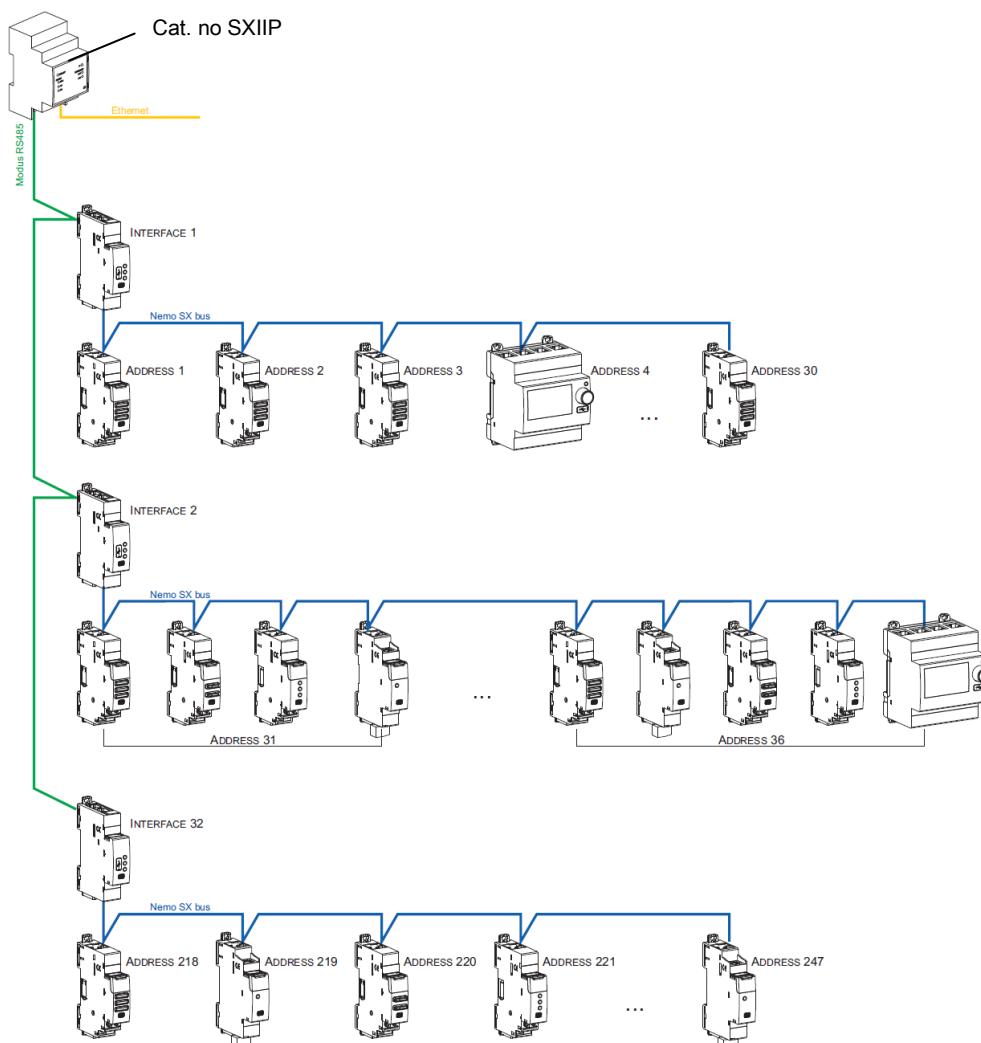 Cat. no SXIIP
Ethernet
Modus RS485
INTERFACE 1
Nemo SX bus
ADDRESS 1
ADDRESS 2
ADDRESS 3
ADDRESS 4
ADDRESS 30
...
INTERFACE 2
Nemo SX bus
...
ADDRESS 31
ADDRESS 36
INTERFACE 32
Nemo SX bus
ADDRESS 218
ADDRESS 219
ADDRESS 220
ADDRESS 221
ADDRESS 247
...